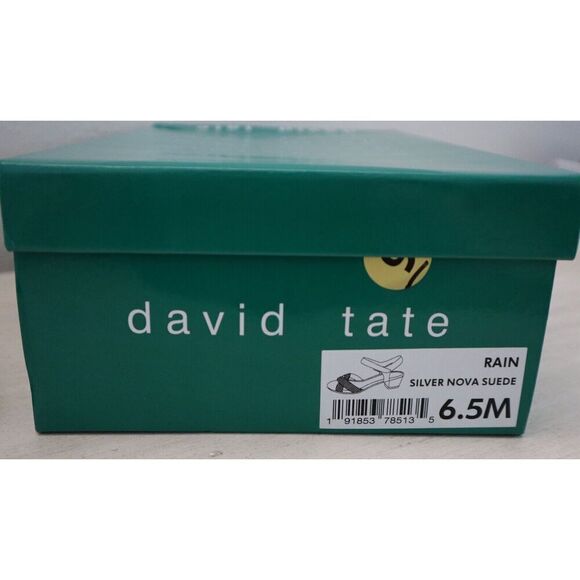 david tate
RAIN
SILVER NOVA SUEDE
6.5M
1 91853 78513 5